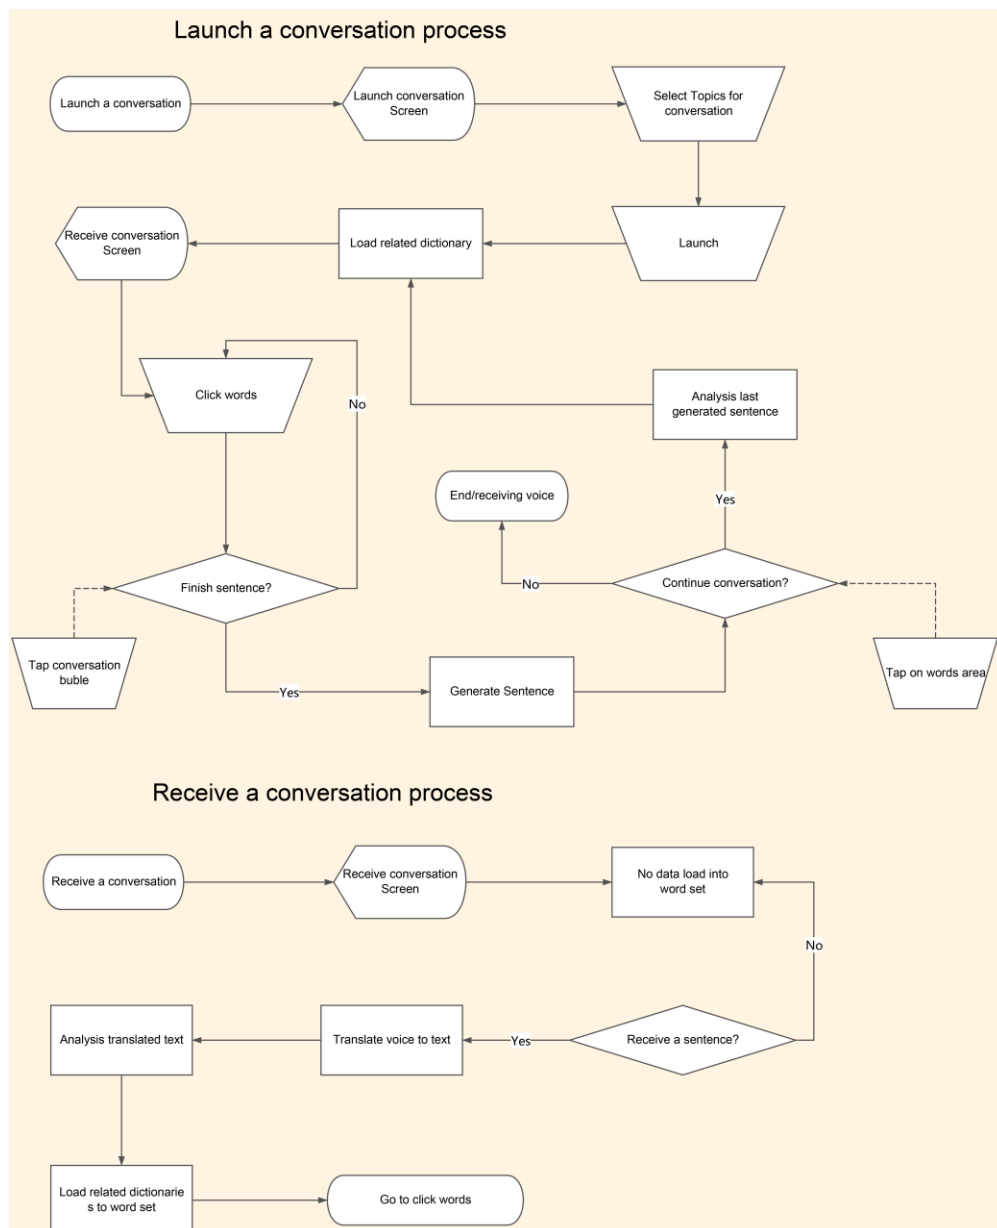 Launch a conversation process
Launch a conversation
Launch conversation
Screen
Select Topics for
conversation
Receive conversation
Screen
Load related dictionary
Launch
Click words
No
Analysis last
generated sentence
End/receiving voice
Yes
Finish sentence?
No
Continue conversation?
Tap conversation
buble
Yes
Generate Sentence
Tap on words area
Receive a conversation process
Receive a conversation
Receive conversation
Screen
No data load into
word set
No
Analysis translated text
Translate voice to text
Yes
Receive a sentence?
Load related dictionarie
s to word set
Go to click words